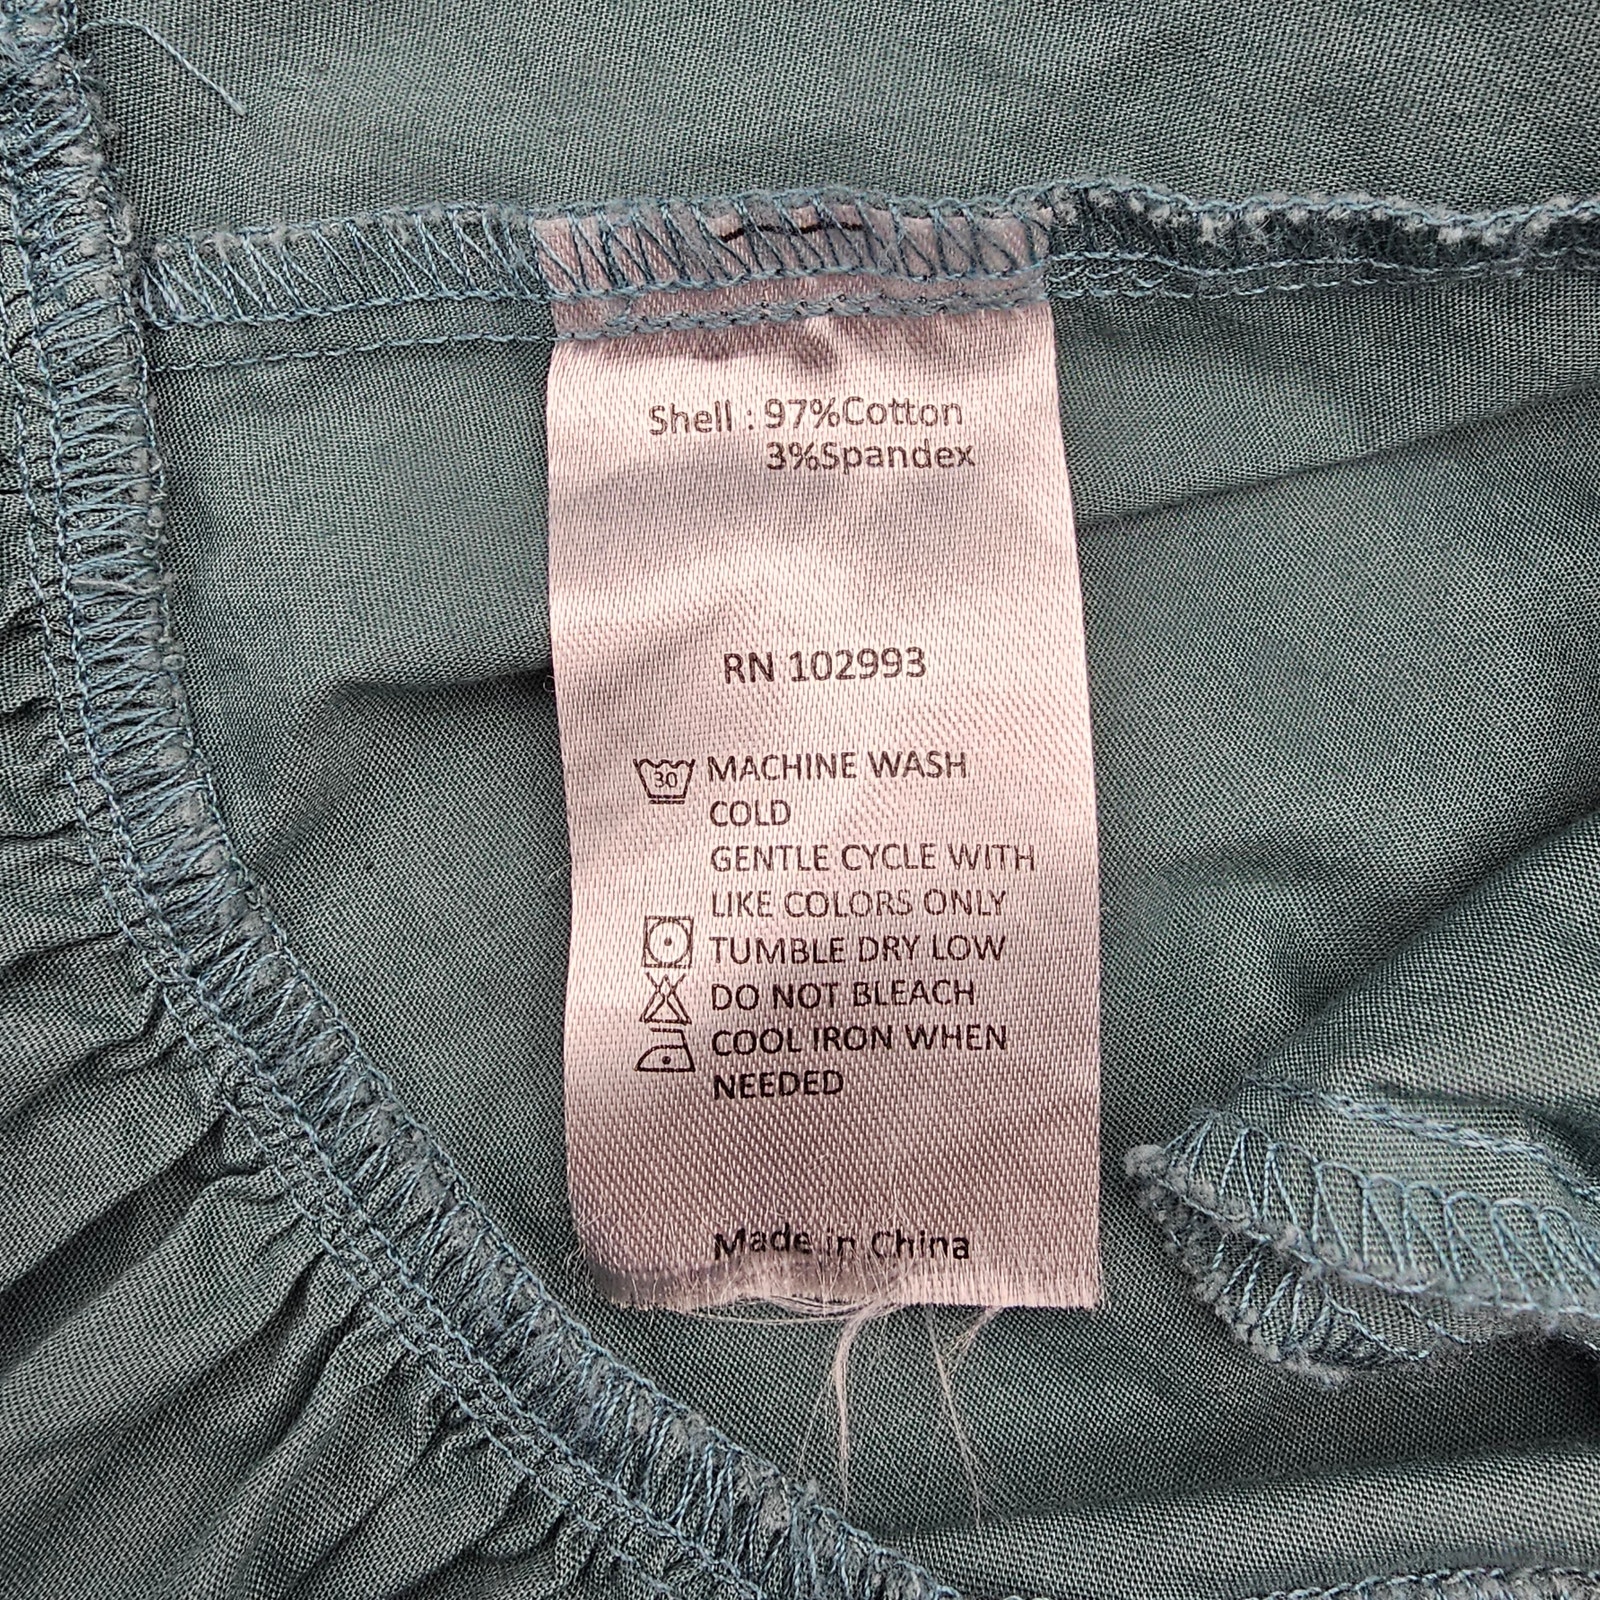 Shell : 97%Cotton
3%Spandex
RN 102993
30 MACHINE WASH
COLD
GENTLE CYCLE WITH
LIKE COLORS ONLY
TUMBLE DRY LOW
DO NOT BLEACH
COOL IRON WHEN
NEEDED
Made in China